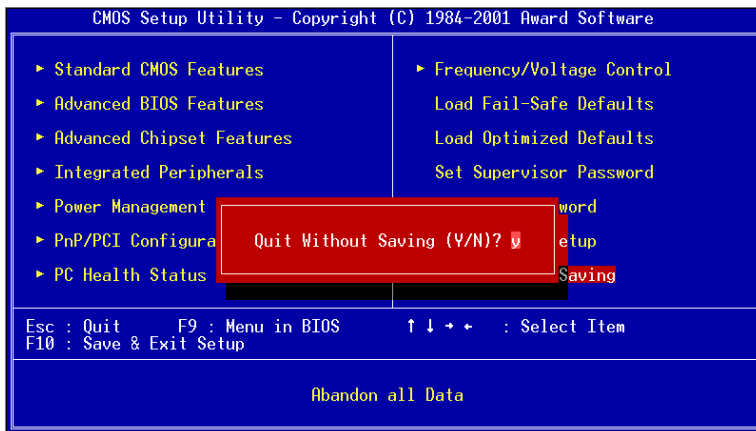 CMOS Setup Utility - Copyright (C) 1984-2001 Award Software
► Standard CMOS Features
► Advanced BIOS Features
► Advanced Chipset Features
► Integrated Peripherals
► Power Management
► PnP/PCI Configura
► PC Health Status
► Frequency/Voltage Control
Load Fail-Safe Defaults
Load Optimized Defaults
Set Supervisor Password
word
etup
Saving
Quit Without Saving (Y/N)? y
Esc : Quit F9 : Menu in BIOS ↑ ↓ → ← : Select Item
F10 : Save & Exit Setup
Abandon all Data